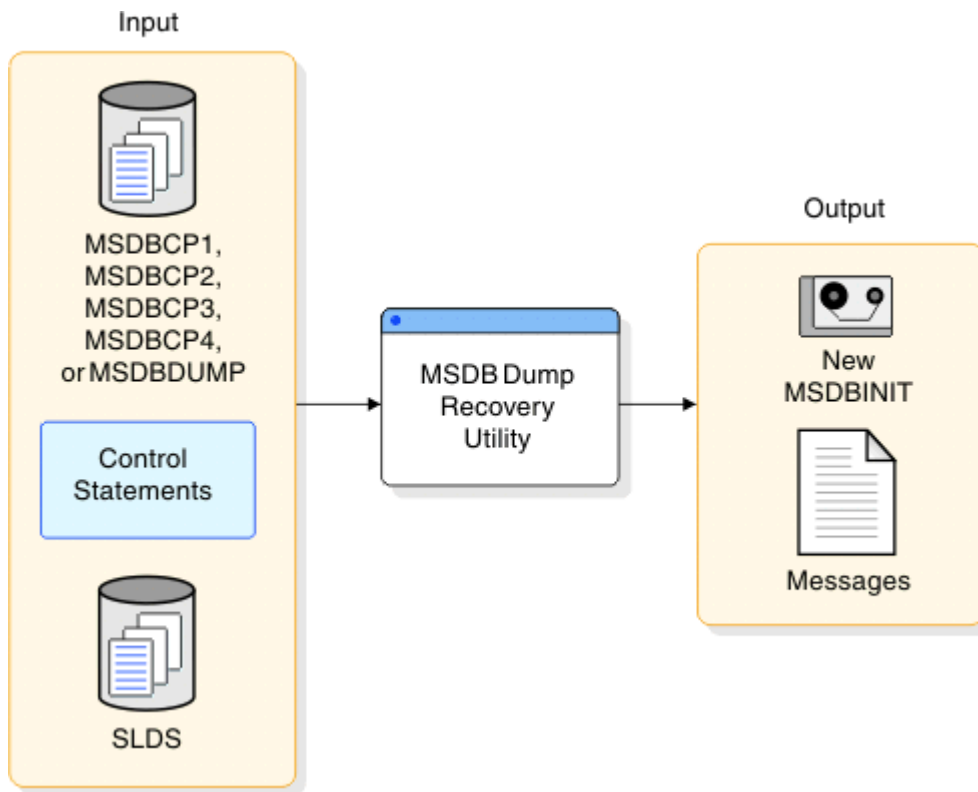 Input
MSDBCP1,
MSDBCP2,
MSDBCP3,
MSDBCP4,
or MSDBDUMP
Control
Statements
SLDS
MSDB Dump
Recovery
Utility
Output
New
MSDBINIT
Messages